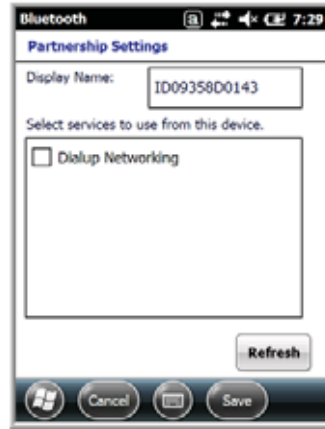 Bluetooth a 7:29
Partnership Settings
Display Name: ID09358D0143
Select services to use from this device.
Dialup Networking
Refresh
Cancel Save